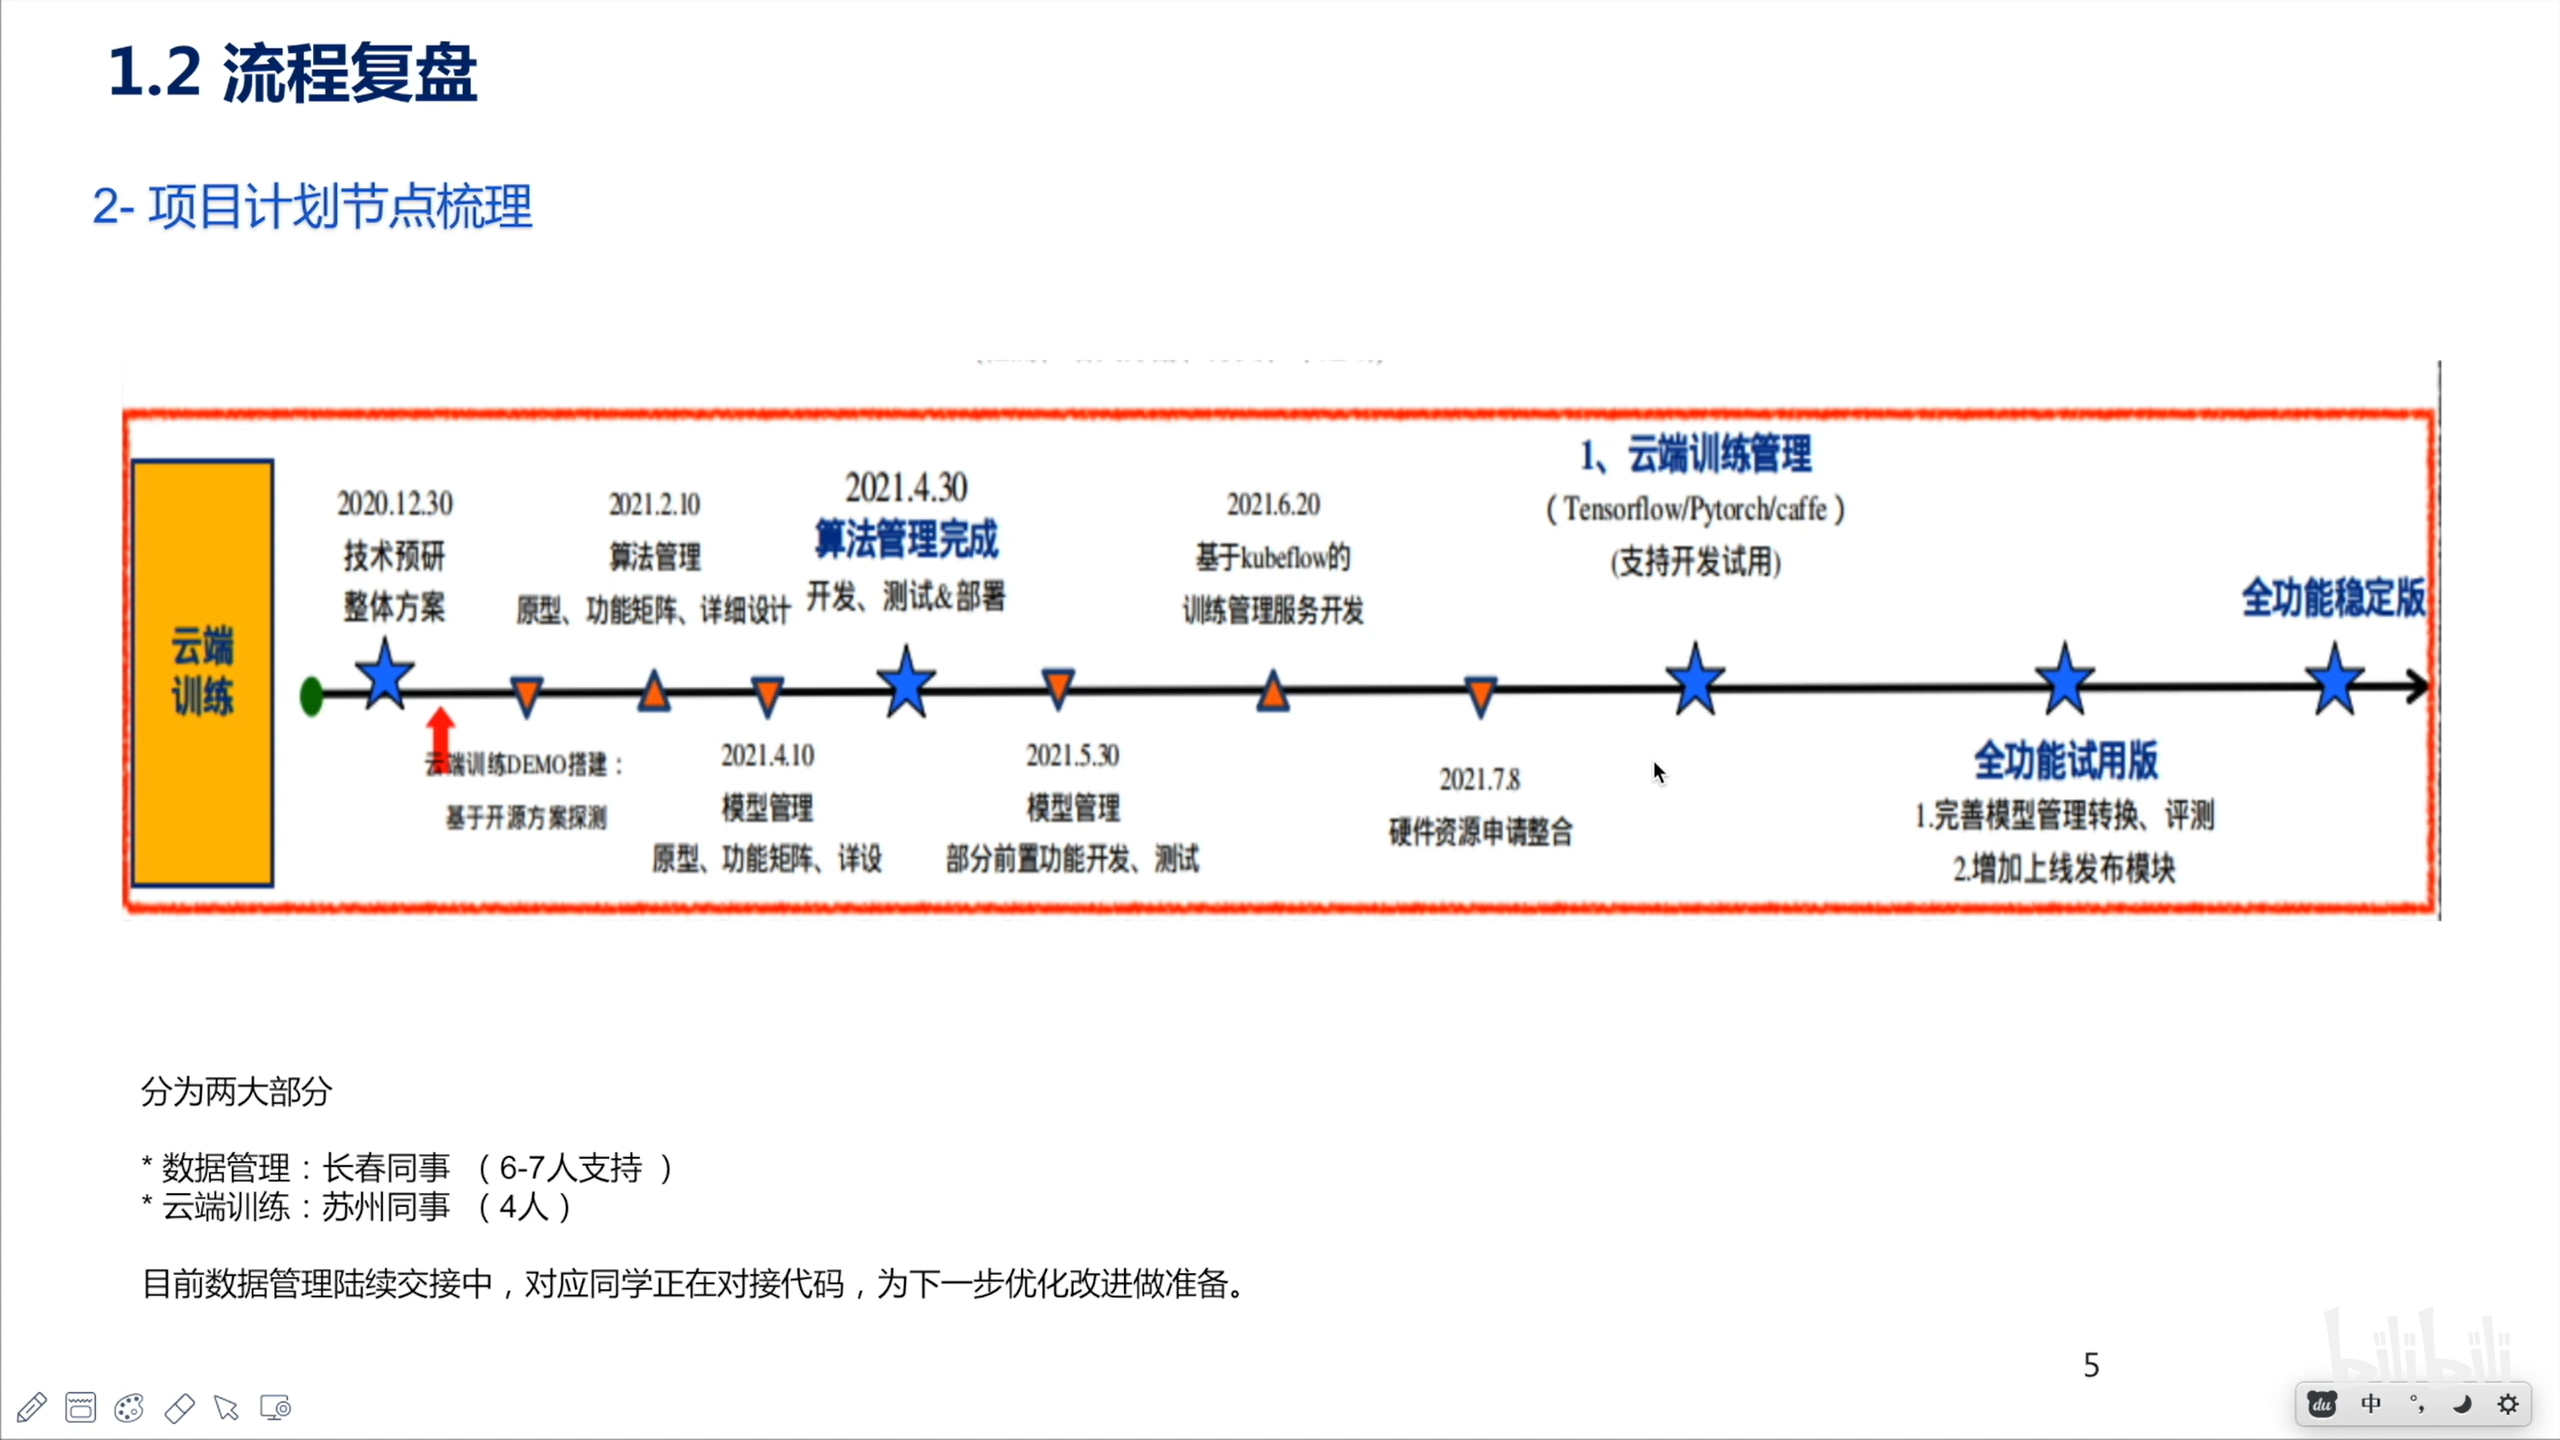 1.2 流程复盘
2- 项目计划节点梳理
云端
训练
2020.12.30
技术预研
整体方案
云端训练DEMO搭建：
基于开源方案探测
2021.2.10
算法管理
原型、功能矩阵、详细设计
2021.4.10
模型管理
原型、功能矩阵、详设
2021.4.30
算法管理完成
开发、测试&部署
2021.5.30
模型管理
部分前置功能开发、测试
2021.6.20
基于kubeflow的
训练管理服务开发
2021.7.8
硬件资源申请整合
1、云端训练管理
（Tensorflow/Pytorch/caffe）
(支持开发试用)
全功能试用版
1.完善模型管理转换、评测
2.增加上线发布模块
全功能稳定版
分为两大部分
* 数据管理：长春同事 （6-7人支持 ）
* 云端训练：苏州同事 （4人）
目前数据管理陆续交接中，对应同学正在对接代码，为下一步优化改进做准备。
5
bilibili
du 中 °,